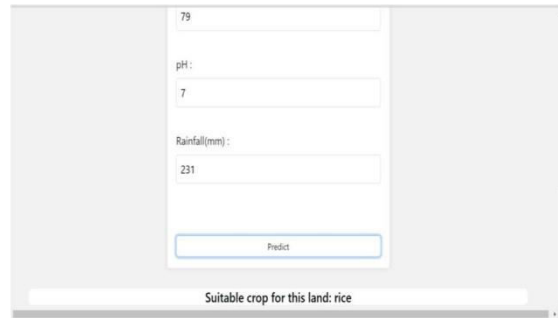 79
pH :
7
Rainfall(mm) :
231
Predict
Suitable crop for this land: rice